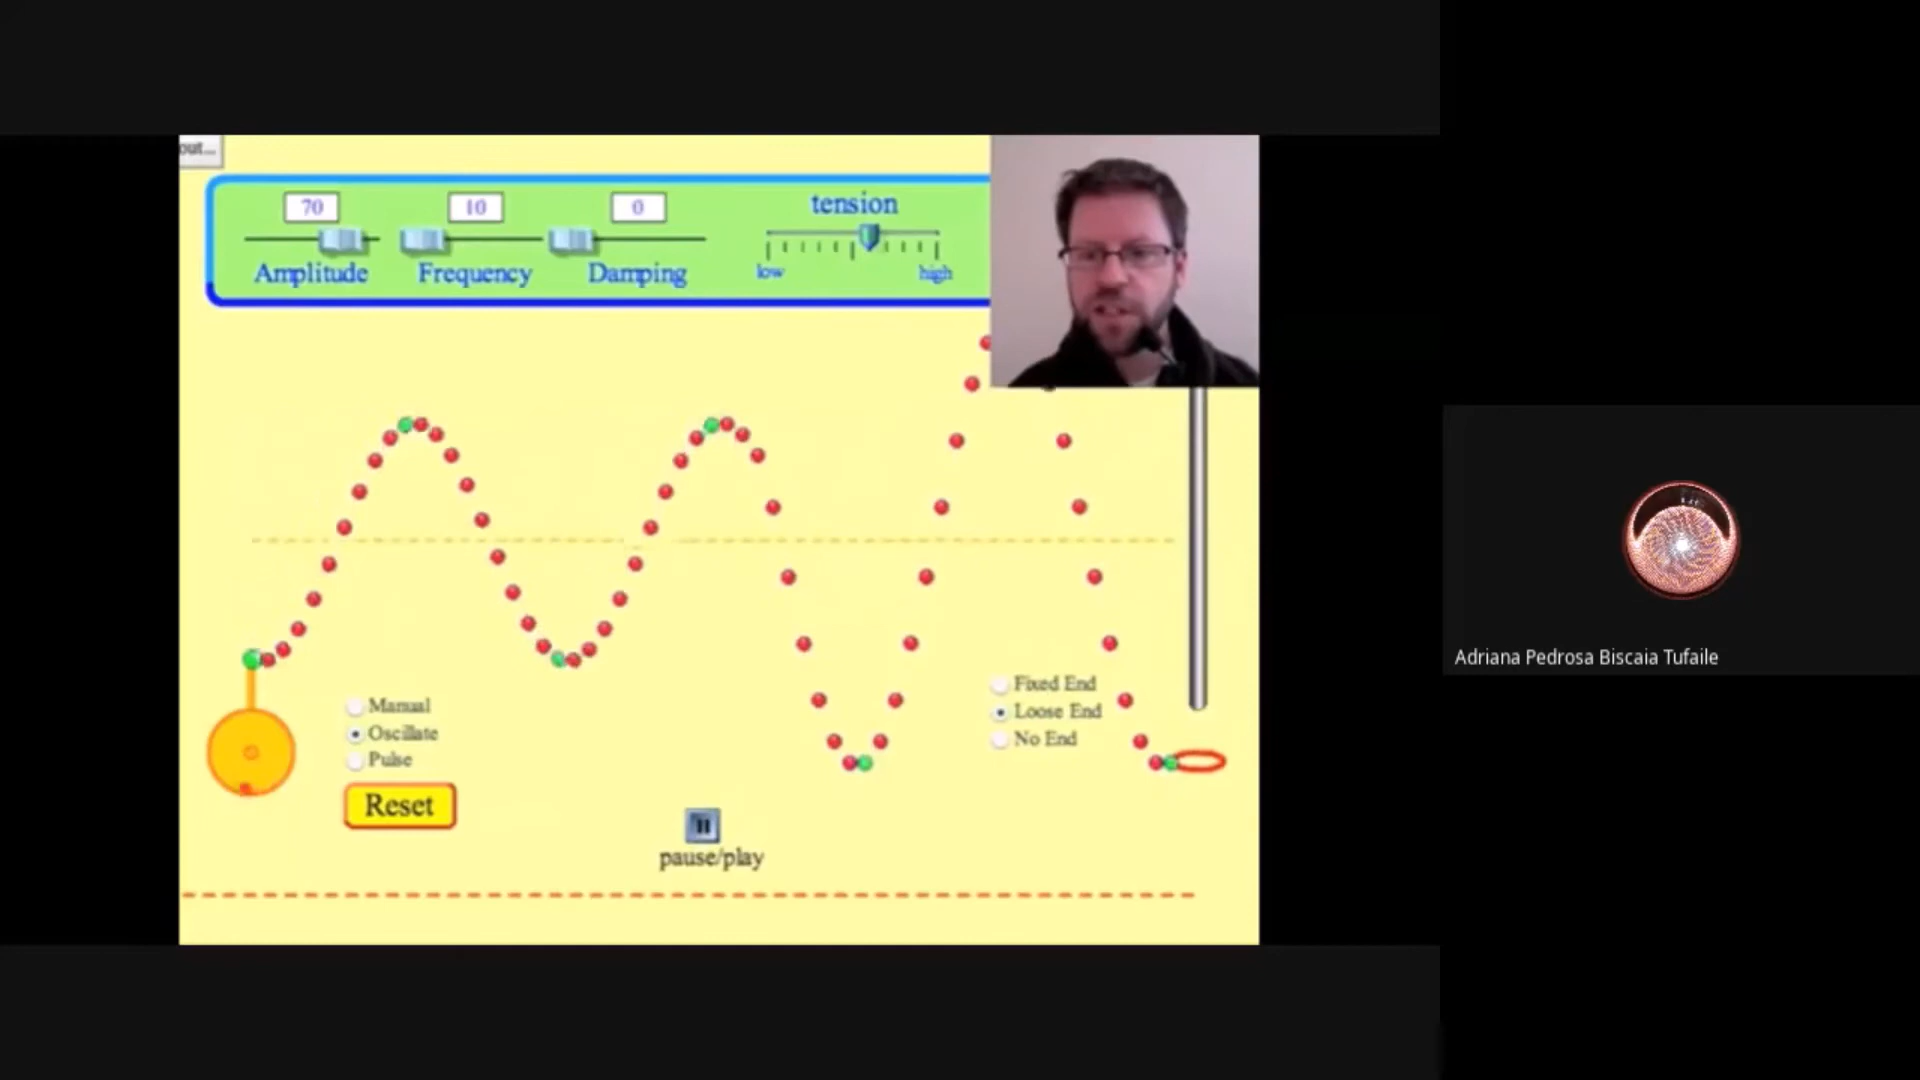 out...
70
10
0
tension
Amplitude
Frequency
Damping
low
high
Manual
Oscillate
Pulse
Reset
Fixed End
Loose End
No End
pause/play
Adriana Pedrosa Biscaia Tufaile